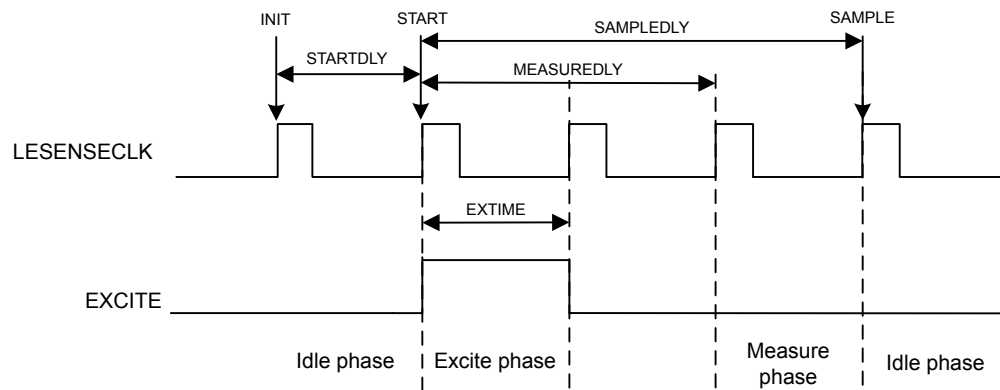 INIT
START
SAMPLE
SAMPLEDLY
STARTDLY
MEASUREDLY
LESENSECLK
EXTIME
EXCITE
Idle phase
Excite phase
Measure
phase
Idle phase